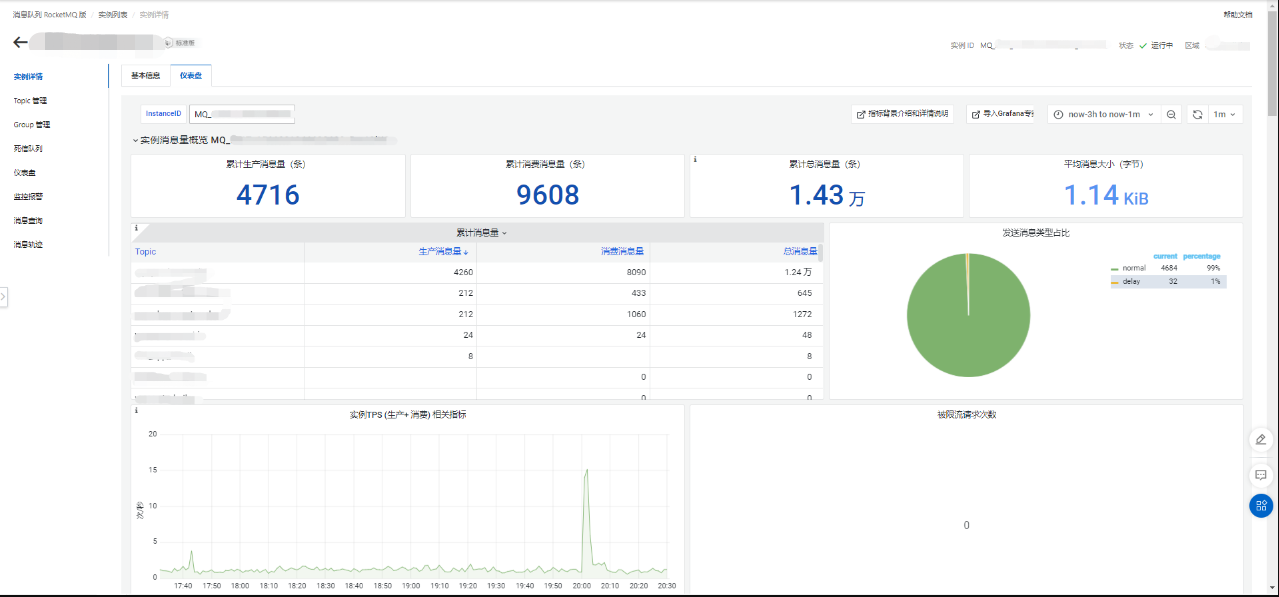 消息队列 RocketMQ 版 / 实例列表 / 实例详情
帮助文档
标准版
实例 ID MQ_
状态 运行中 区域
实例详情
Topic 管理
Group 管理
死信队列
仪表盘
监控报警
消息查询
消息轨迹
基本信息
仪表盘
InstanceID MQ_
指标背景介绍和详情说明
导入Grafana专
now-3h to now-1m
1m
实例消息量概览 MQ_
累计生产消息量（条）
4716
累计消费消息量（条）
9608
累计总消息量（条）
1.43 万
平均消息大小（字节）
1.14 KiB
累计消息量
Topic 生产消息量 消费消息量 总消息量
4260 8090 1.24 万
212 433 645
212 1060 1272
24 24 48
8 8
0 0
0 0
发送消息类型占比
current percentage
normal 4684 99%
delay 32 1%
实例TPS (生产+ 消费) 相关指标
次/秒
20
15
10
5
0
17:40 17:50 18:00 18:10 18:20 18:30 18:40 18:50 19:00 19:10 19:20 19:30 19:40 19:50 20:00 20:10 20:20 20:30
被限流请求次数
0